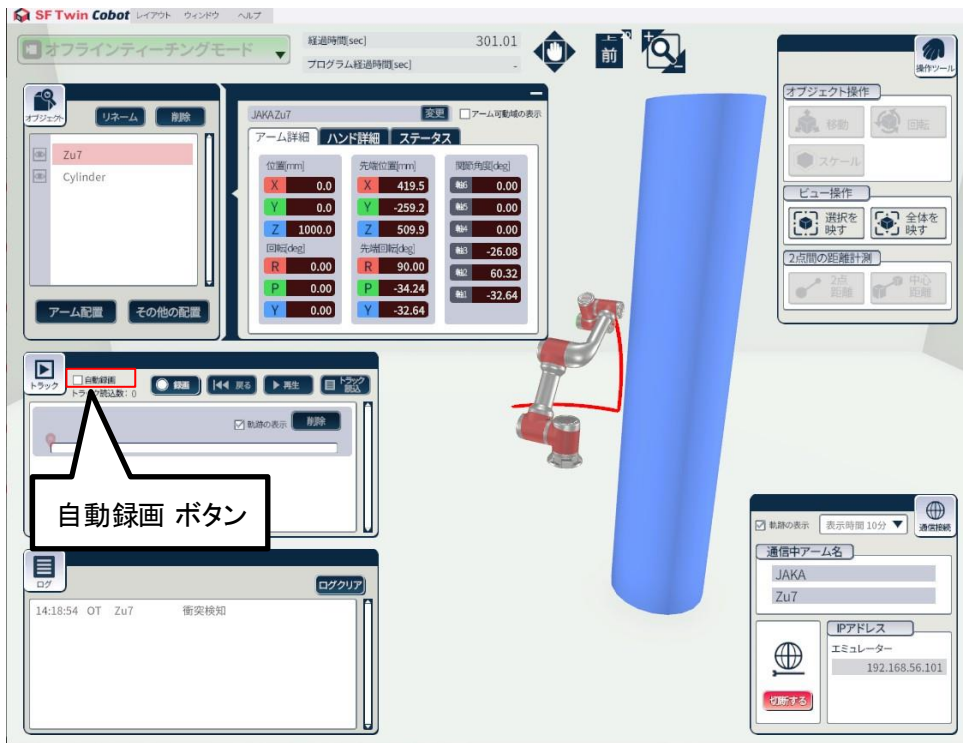 SF Twin Cobot レイアウト ウィンドウ ヘルプ
オフラインティーチングモード
経過時間[sec] 301.01
プログラム経過時間[sec] -
前
操作ツール
オブジェクト操作
移動 回転
スケール
ビュー操作
選択を映す 全体を映す
2点間の距離計測
2点距離 中心距離
オブジェクト
リネーム 削除
Zu7
Cylinder
アーム配置 その他の配置
JAKA Zu7 変更 アーム可動域の表示
アーム詳細 ハンド詳細 ステータス
位置[mm] 先端位置[mm] 関節角度[deg]
X 0.0 X 419.5 軸6 0.00
Y 0.0 Y -259.2 軸5 0.00
Z 1000.0 Z 509.9 軸4 0.00
回転[deg] 先端回転[deg] 軸3 -26.08
R 0.00 R 90.00 軸2 60.32
P 0.00 P -34.24 軸1 -32.64
Y 0.00 Y -32.64
トラック
自動録画 録画 戻る 再生 トラック読込
トラック読込数: 0
軌跡の表示 削除
自動録画 ボタン
ログ
ログクリア
14:18:54 OT Zu7 衝突検知
軌跡の表示 表示時間 10分 通信接続
通信中アーム名
JAKA
Zu7
IPアドレス
エミュレーター
192.168.56.101
切断する